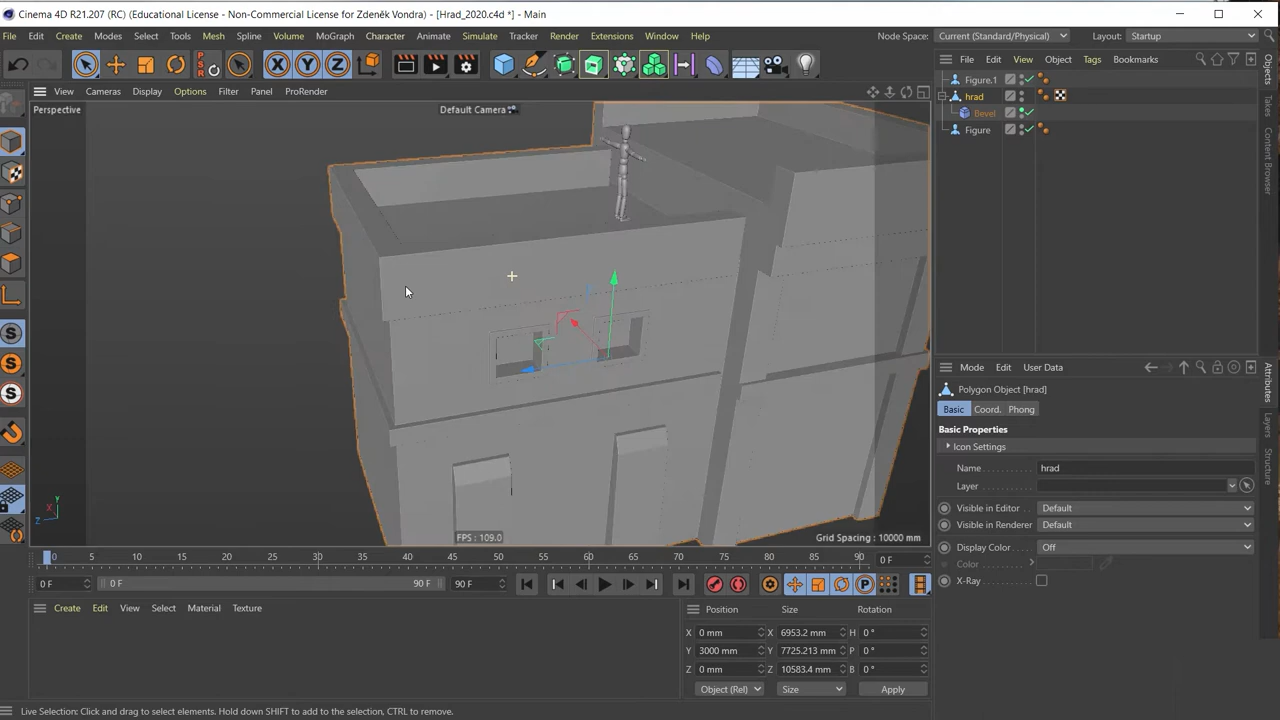 Cinema 4D R21.207 (RC) (Educational License - Non-Commercial License for Zdeněk Vondra) - [Hrad_2020.c4d *] - Main
File Edit Create Modes Select Tools Mesh Spline Volume MoGraph Character Animate Simulate Tracker Render Extensions Window Help Node Space: Current (Standard/Physical) Layout: Startup
X Y Z
PSR
File Edit View Object Tags Bookmarks
View Cameras Display Options Filter Panel ProRender
Perspective
Default Camera
Figure.1
hrad
Bevel
Figure
Objects
Takes
Content Browser
S
S
S
Mode Edit User Data
Polygon Object [hrad]
Basic Coord. Phong
Basic Properties
Icon Settings
Name hrad
Layer
Visible in Editor Default
Visible in Renderer Default
Display Color Off
Color
X-Ray
Attributes
Layers
Structure
Y
X
Z
FPS : 109.0
Grid Spacing : 10000 mm
0 5 10 15 20 25 30 35 40 45 50 55 60 65 70 75 80 85 90 0 F
0 F 0 F 90 F 90 F
P
Create Edit View Select Material Texture
Position Size Rotation
X 0 mm X 6953.2 mm H 0 °
Y 3000 mm Y 7725.213 mm P 0 °
Z 0 mm Z 10583.4 mm B 0 °
Object (Rel) Size Apply
Live Selection: Click and drag to select elements. Hold down SHIFT to add to the selection, CTRL to remove.